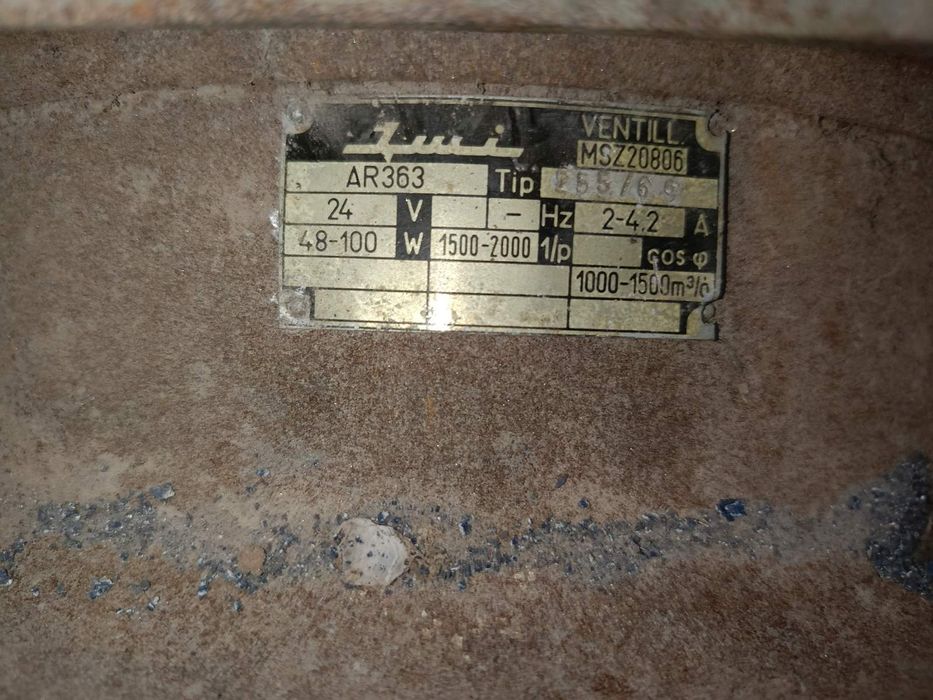 VENTILL.
MSZ20806
AR363 Tip
24 V - Hz 2-4.2 A
48-100 W 1500-2000 1/p cos φ
1000-1500m³/ó